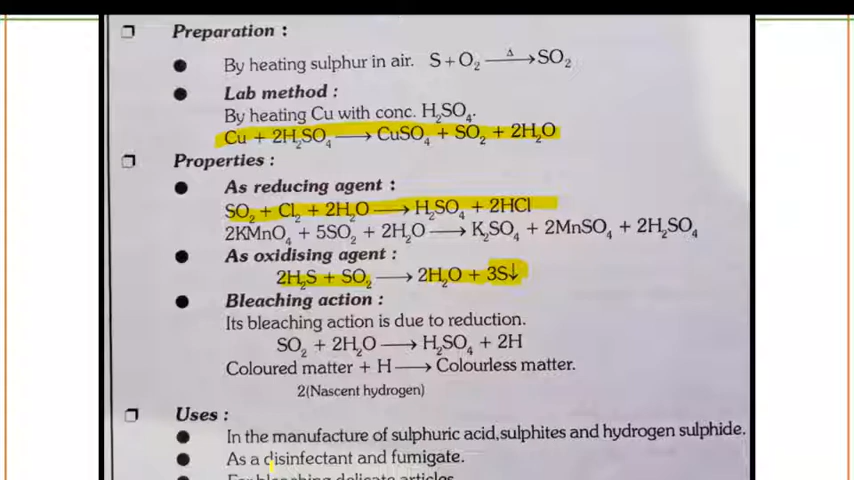 ❐ Preparation :
● By heating sulphur in air. S + O₂ —Δ→ SO₂
● Lab method :
By heating Cu with conc. H₂SO₄.
Cu + 2H₂SO₄ ⟶ CuSO₄ + SO₂ + 2H₂O
❐ Properties :
● As reducing agent :
SO₂ + Cl₂ + 2H₂O ⟶ H₂SO₄ + 2HCl
2KMnO₄ + 5SO₂ + 2H₂O ⟶ K₂SO₄ + 2MnSO₄ + 2H₂SO₄
● As oxidising agent :
2H₂S + SO₂ ⟶ 2H₂O + 3S↓
● Bleaching action :
Its bleaching action is due to reduction.
SO₂ + 2H₂O ⟶ H₂SO₄ + 2H
Coloured matter + H ⟶ Colourless matter.
2(Nascent hydrogen)
❐ Uses :
● In the manufacture of sulphuric acid,sulphites and hydrogen sulphide.
● As a disinfectant and fumigate.
● For bleaching delicate articles.